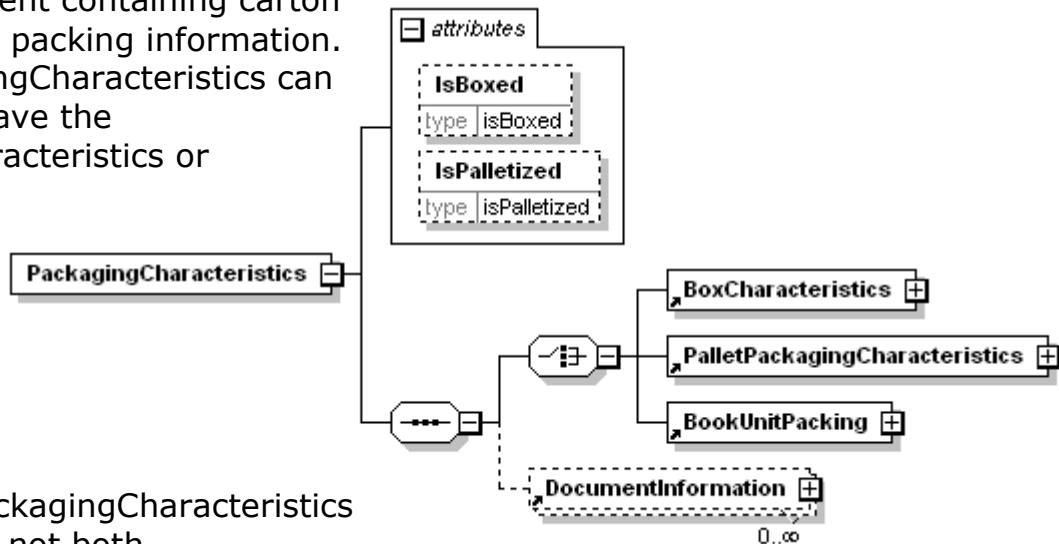 ent containing carton
packing information.
ngCharacteristics can
ave the
racteristics or
ckagingCharacteristics
not both
attributes
IsBoxed
type isBoxed
IsPalletized
type isPalletized
PackagingCharacteristics
BoxCharacteristics
PalletPackagingCharacteristics
BookUnitPacking
DocumentInformation
0..∞